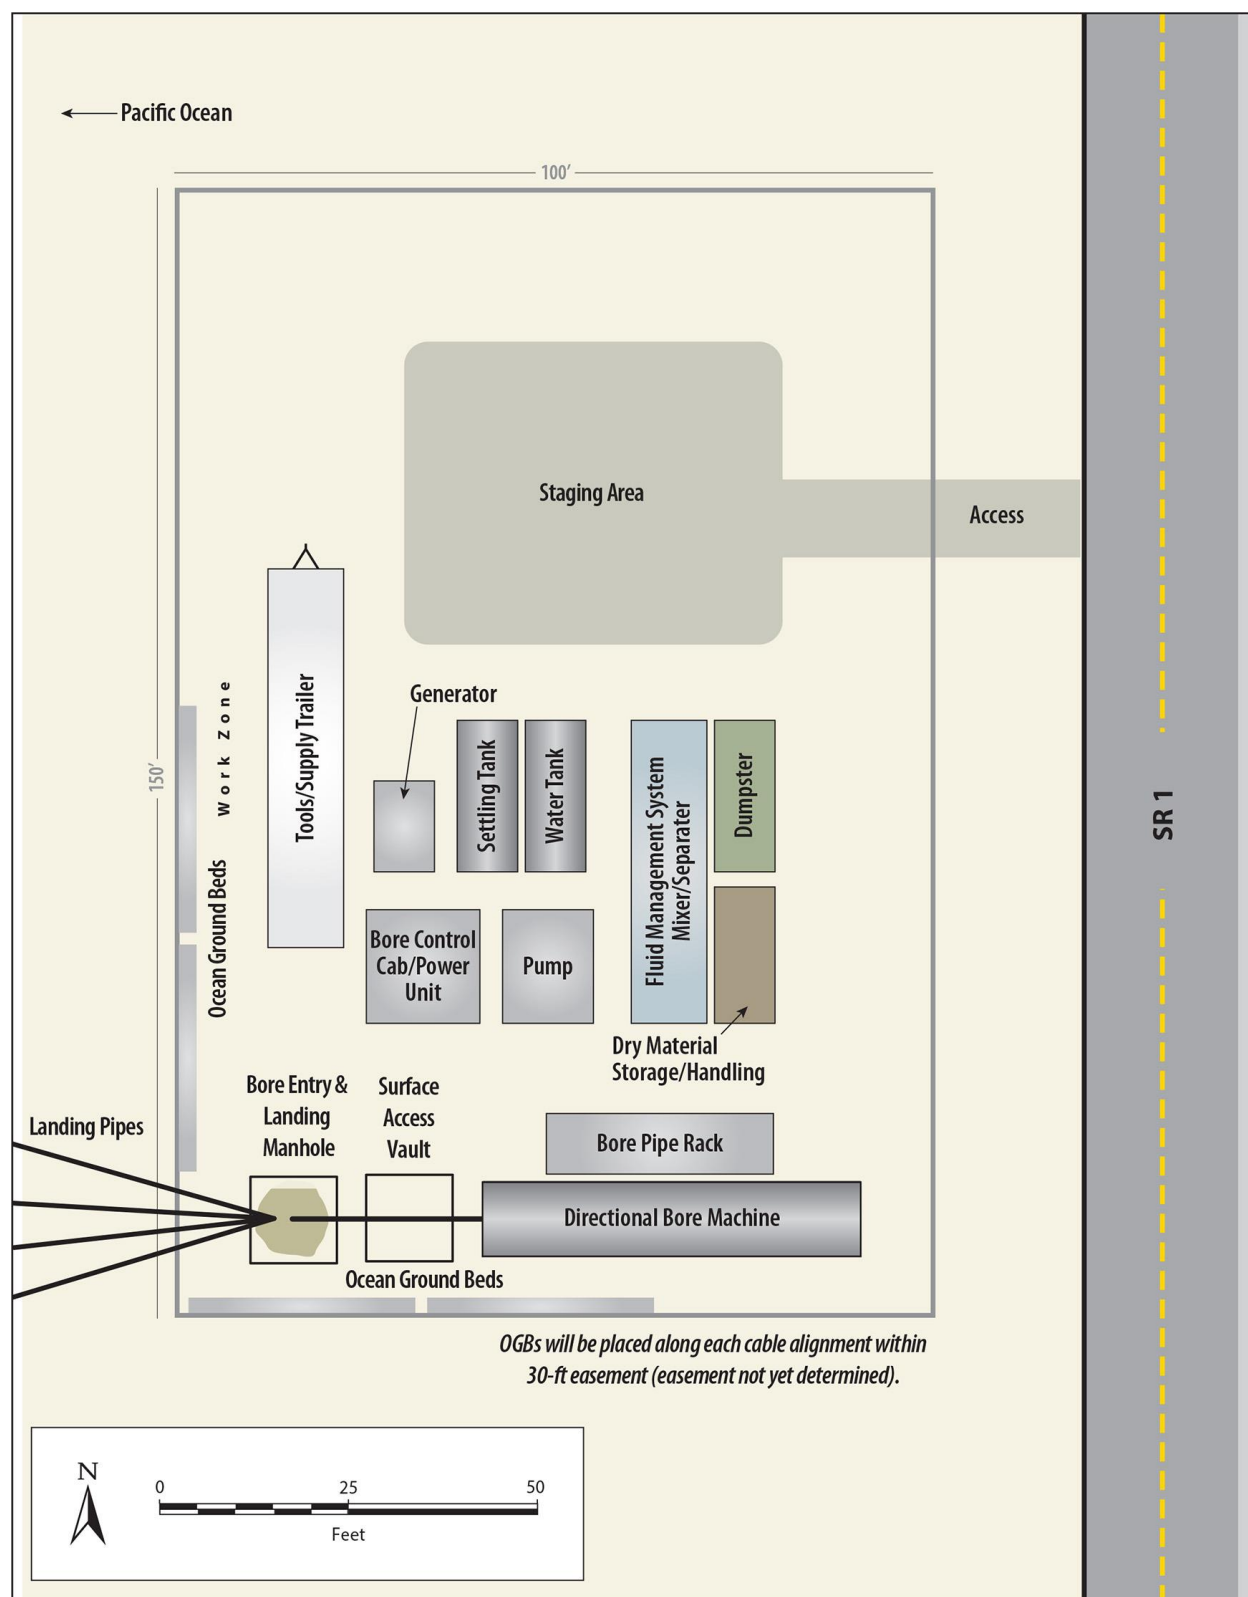 Pacific Ocean
100’
Staging Area
Access
Generator
Work Zone
Tools/Supply Trailer
Settling Tank
Water Tank
Fluid Management System
Mixer/Separater
Dumpster
150’
SR 1
Ocean Ground Beds
Bore Control
Cab/Power
Unit
Pump
Dry Material
Storage/Handling
Bore Entry &
Landing
Manhole
Surface
Access
Vault
Landing Pipes
Bore Pipe Rack
Directional Bore Machine
Ocean Ground Beds
OGBs will be placed along each cable alignment within
30-ft easement (easement not yet determined).
N
0 25 50
Feet